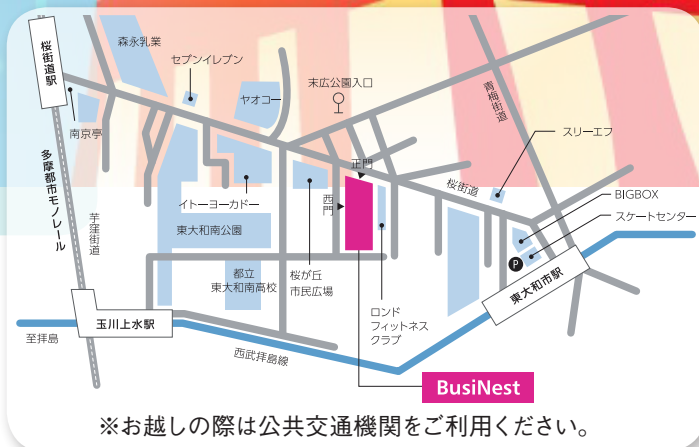 桜街道駅
森永乳業
セブンイレブン
ヤオコー
末広公園入口
青梅街道
スリーエフ
南京亭
多摩都市モノレール
芋窪街道
イトーヨーカドー
東大和南公園
都立
東大和南高校
桜が丘
市民広場
正門
西門
桜街道
BIGBOX
スケートセンター
P
東大和市駅
ロンド
フィットネス
クラブ
玉川上水駅
至拝島
西武拝島線
BusiNest
※お越しの際は公共交通機関をご利用ください。